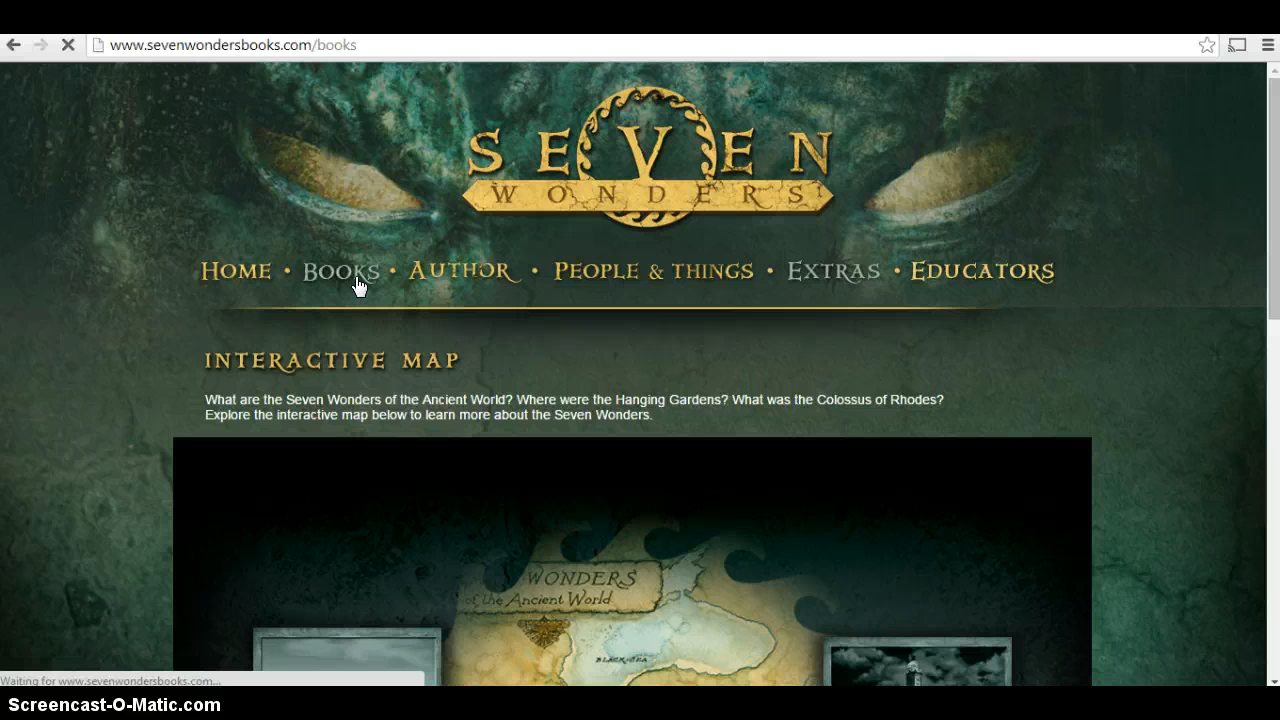 www.sevenwondersbooks.com/books
SEVEN
WONDERS
HOME • BOOKS • AUTHOR • PEOPLE & THINGS • EXTRAS • EDUCATORS
INTERACTIVE MAP
What are the Seven Wonders of the Ancient World? Where were the Hanging Gardens? What was the Colossus of Rhodes?
Explore the interactive map below to learn more about the Seven Wonders.
WONDERS
of the Ancient World
BLACK SEA
Waiting for www.sevenwondersbooks.com...
Screencast-O-Matic.com